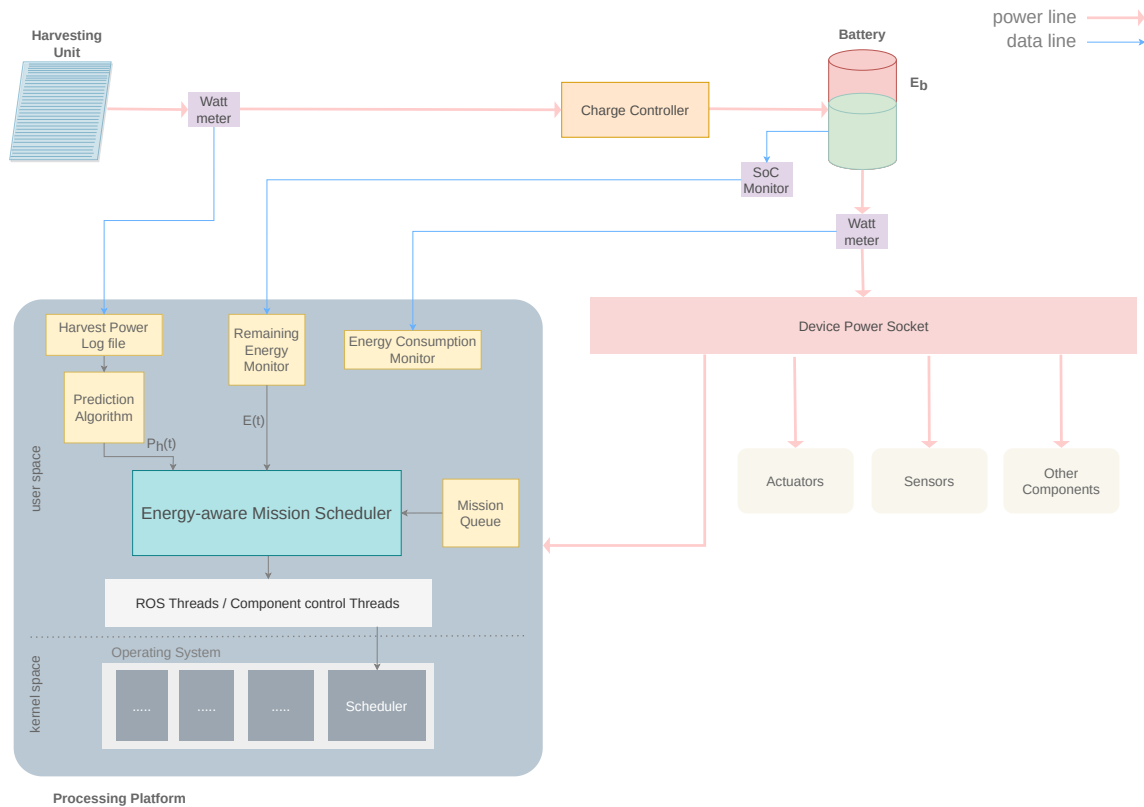 power line
data line
Harvesting
Unit
Battery
E_b
Watt
meter
Charge Controller
SoC
Monitor
Watt
meter
Harvest Power
Log file
Remaining
Energy
Monitor
Energy Consumption
Monitor
Device Power Socket
Prediction
Algorithm
P_h(t)
E(t)
user space
Energy-aware Mission Scheduler
Mission
Queue
Actuators
Sensors
Other
Components
ROS Threads / Component control Threads
kernel space
Operating System
.....
.....
.....
Scheduler
Processing Platform